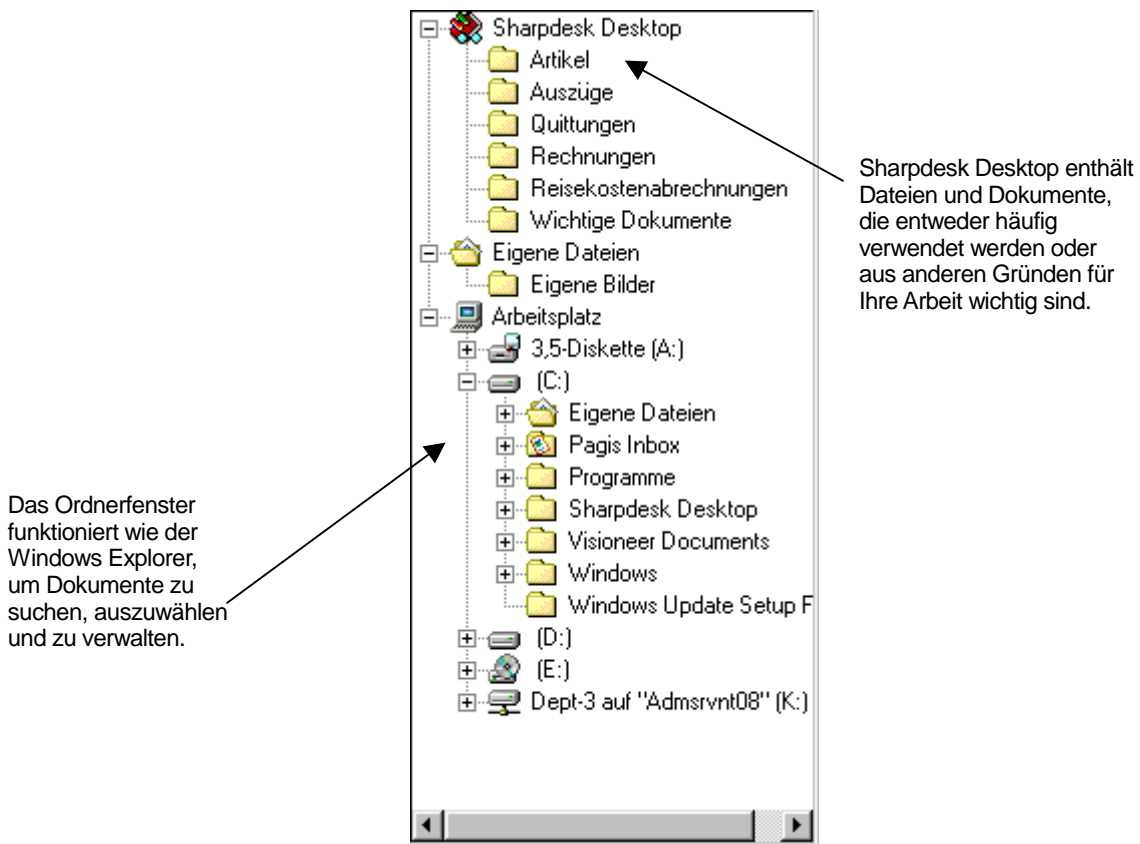 Sharpdesk Desktop
Artikel
Auszüge
Quittungen
Rechnungen
Reisekostenabrechnungen
Wichtige Dokumente
Eigene Dateien
Eigene Bilder
Arbeitsplatz
3,5-Diskette (A:)
(C:)
Eigene Dateien
Pagis Inbox
Programme
Sharpdesk Desktop
Visioneer Documents
Windows
Windows Update Setup F
(D:)
(E:)
Dept-3 auf "Admsrvnt08" (K:)
Sharpdesk Desktop enthält
Dateien und Dokumente,
die entweder häufig
verwendet werden oder
aus anderen Gründen für
Ihre Arbeit wichtig sind.
Das Ordnerfenster
funktioniert wie der
Windows Explorer,
um Dokumente zu
suchen, auszuwählen
und zu verwalten.